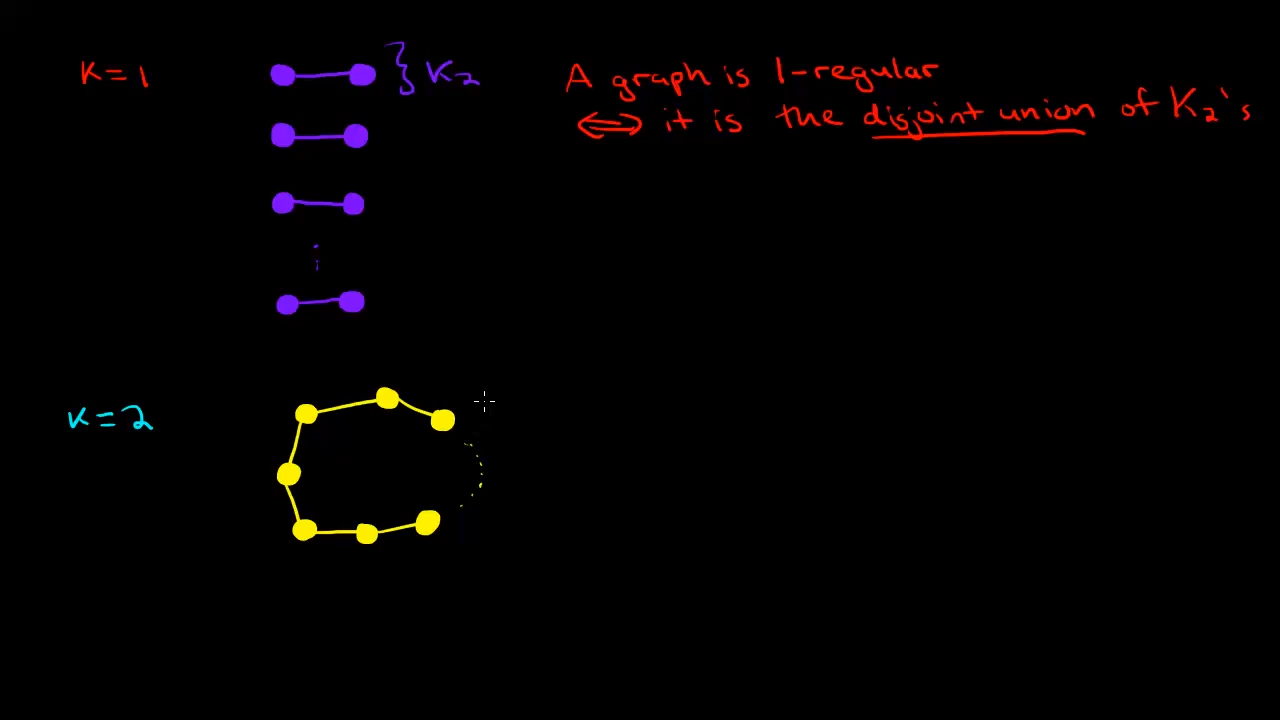 K=1
K₂
A graph is 1-regular
⟺ it is the disjoint union of K₂'s
K=2